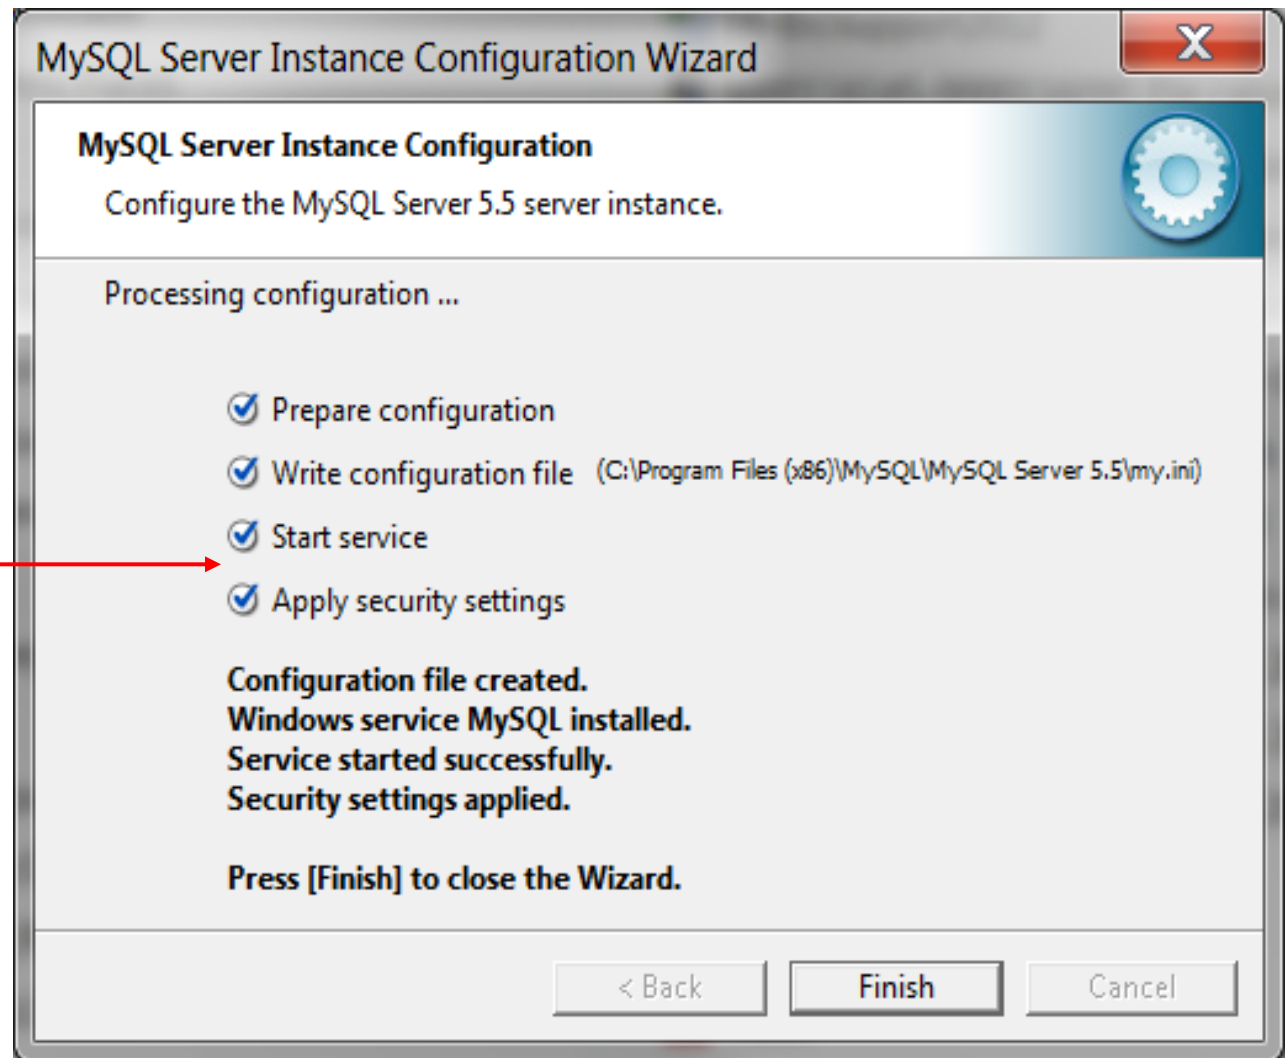 MySQL Server Instance Configuration Wizard
X
MySQL Server Instance Configuration
Configure the MySQL Server 5.5 server instance.
Processing configuration ...
Prepare configuration
Write configuration file (C:\Program Files (x86)\MySQL\MySQL Server 5.5\my.ini)
Start service
Apply security settings
Configuration file created.
Windows service MySQL installed.
Service started successfully.
Security settings applied.
Press [Finish] to close the Wizard.
< Back Finish Cancel